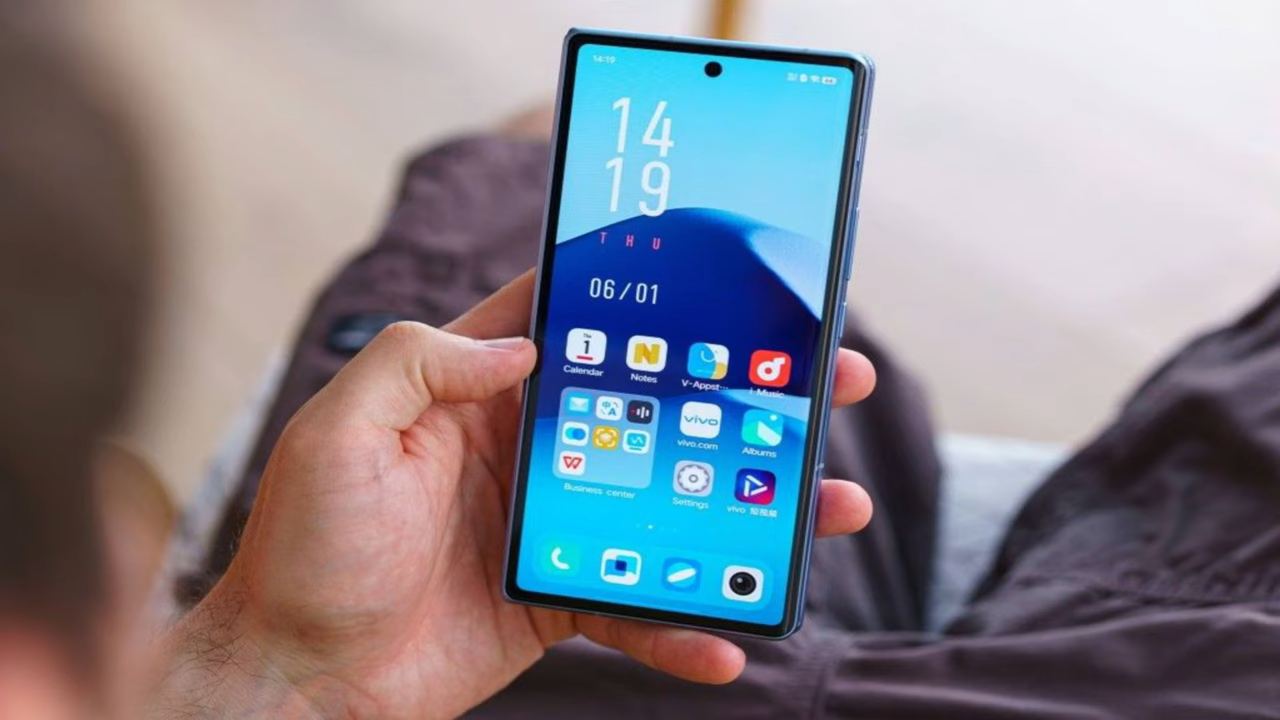 14:19
14
19
THU
06/01
Thu
1
Calendar
N
Notes
V-Appst...
i Music
vivo
vivo.com
Albums
Business center
Settings
vivo 短视频